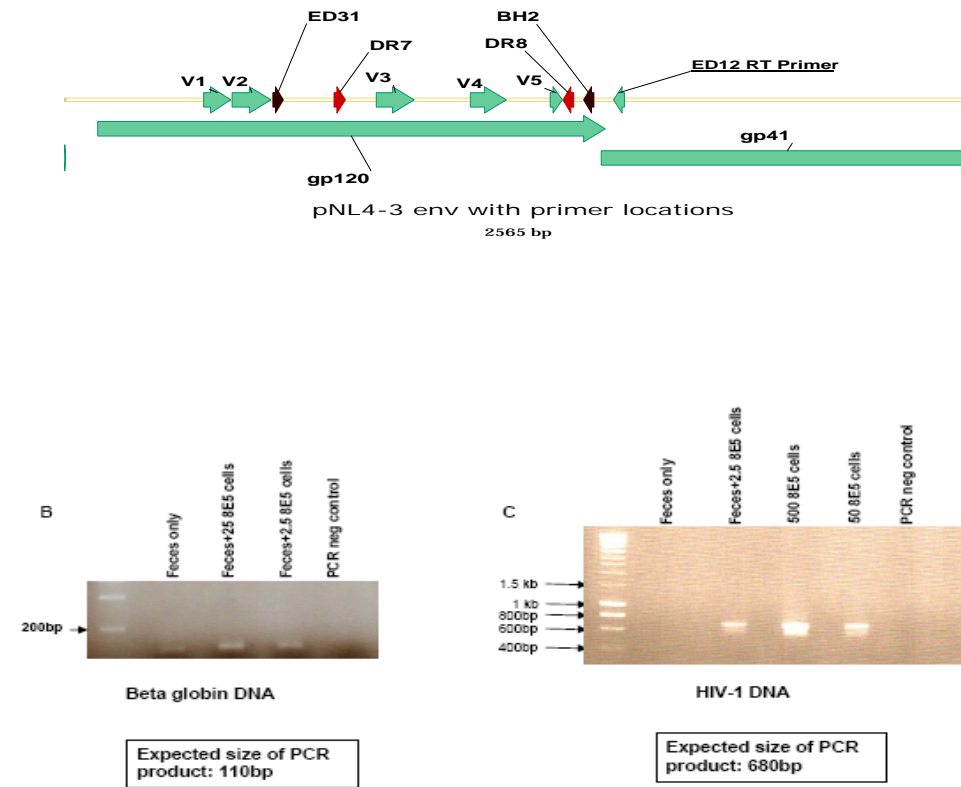 ED31
BH2
DR7
DR8
V1
V2
V3
V4
V5
ED12 RT Primer
gp41
gp120
pNL4-3 env with primer locations
2565 bp
B
Feces only
Feces+25 8E5 cells
Feces+2.5 8E5 cells
PCR neg control
200bp
Beta globin DNA
Expected size of PCR
product: 110bp
C
Feces only
Feces+2.5 8E5 cells
500 8E5 cells
50 8E5 cells
PCR neg control
1.5 kb
1 kb
800bp
600bp
400bp
HIV-1 DNA
Expected size of PCR
product: 680bp